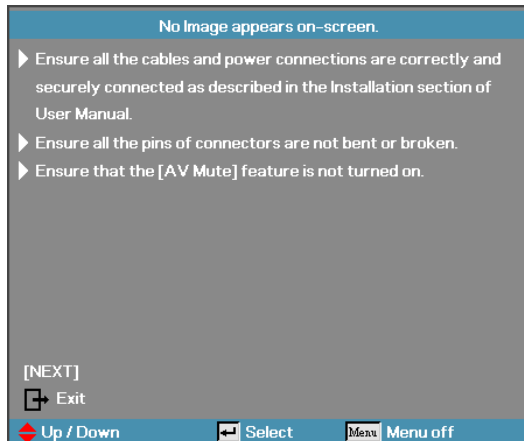 No Image appears on-screen.
Ensure all the cables and power connections are correctly and
securely connected as described in the Installation section of
User Manual.
Ensure all the pins of connectors are not bent or broken.
Ensure that the [AV Mute] feature is not turned on.
[NEXT]
Exit
Up / Down Select Menu Menu off